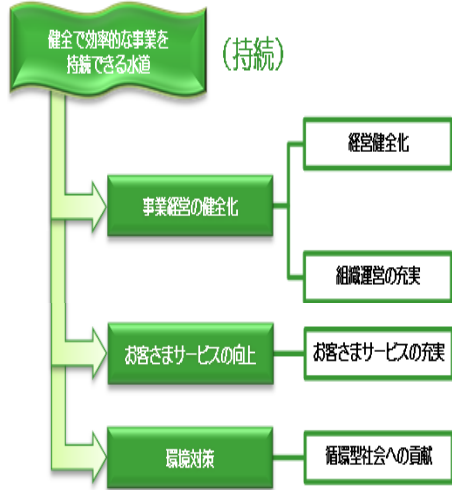 健全で効率的な事業を
持続できる水道
(持続)
経営健全化
事業経営の健全化
組織運営の充実
お客さまサービスの向上
お客さまサービスの充実
環境対策
循環型社会への貢献